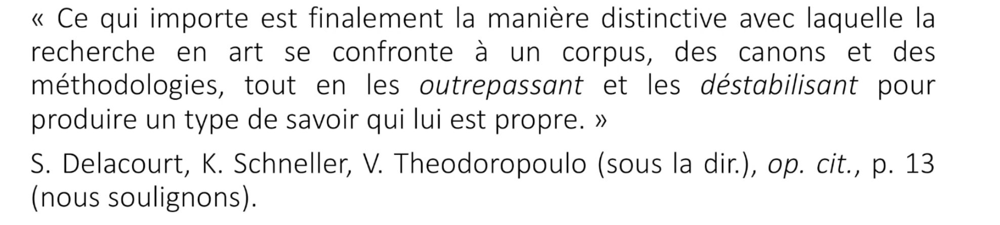 « Ce qui importe est finalement la manière distinctive avec laquelle la
recherche en art se confronte à un corpus, des canons et des
méthodologies, tout en les outrepassant et les déstabilisant pour
produire un type de savoir qui lui est propre. »
S. Delacourt, K. Schneller, V. Theodoropoulo (sous la dir.), op. cit., p. 13
(nous soulignons).